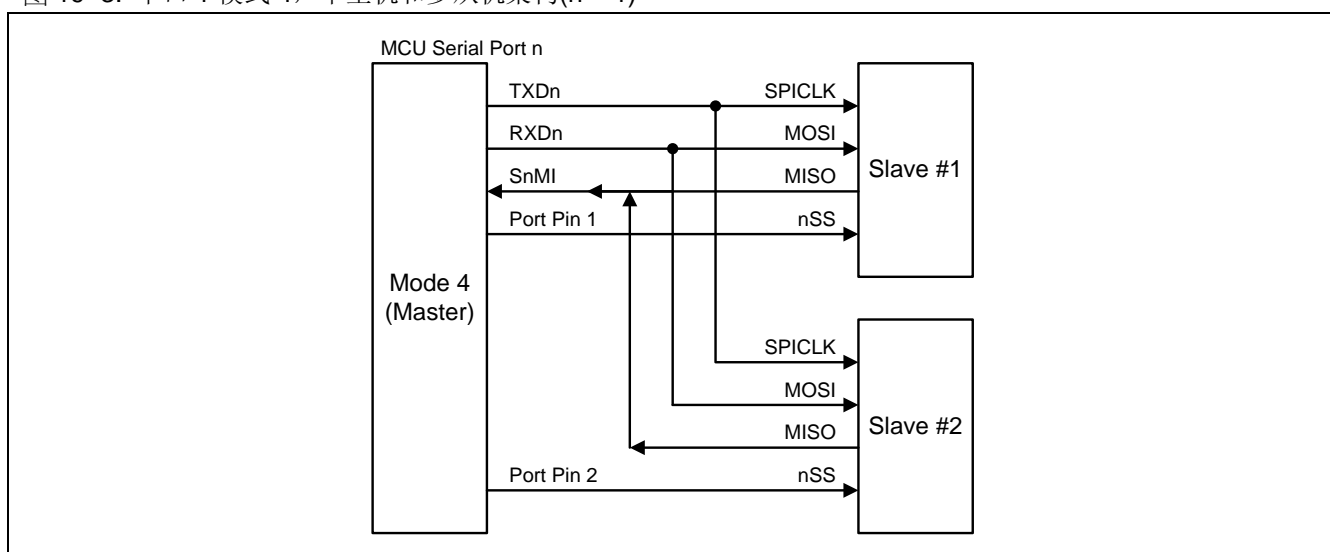 MCU Serial Port n
TXDn
SPICLK
RXDn
MOSI
SnMI
MISO
Port Pin 1
nSS
Slave #1
Mode 4
(Master)
SPICLK
MOSI
MISO
Slave #2
Port Pin 2
nSS